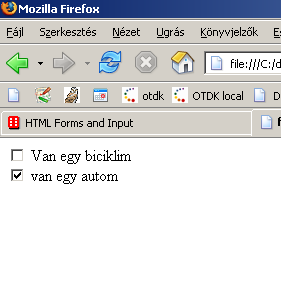 Mozilla Firefox
Fájl Szerkesztés Nézet Ugrás Könyvjelzők
file:///C:/d
otdk OTDK local D
HTML Forms and Input f
Van egy biciklim
van egy autom